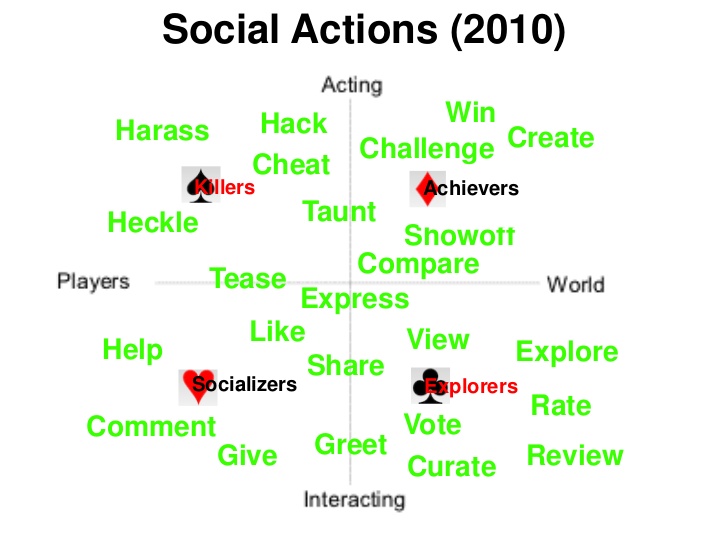 Social Actions (2010)
Acting
Win
Harass
Hack
Create
Challenge
Cheat
Killers
Achievers
Taunt
Heckle
Showoff
Compare
Players
Tease
World
Express
Like
View
Help
Explore
Share
Socializers
Explorers
Rate
Comment
Vote
Give
Greet
Review
Curate
Interacting